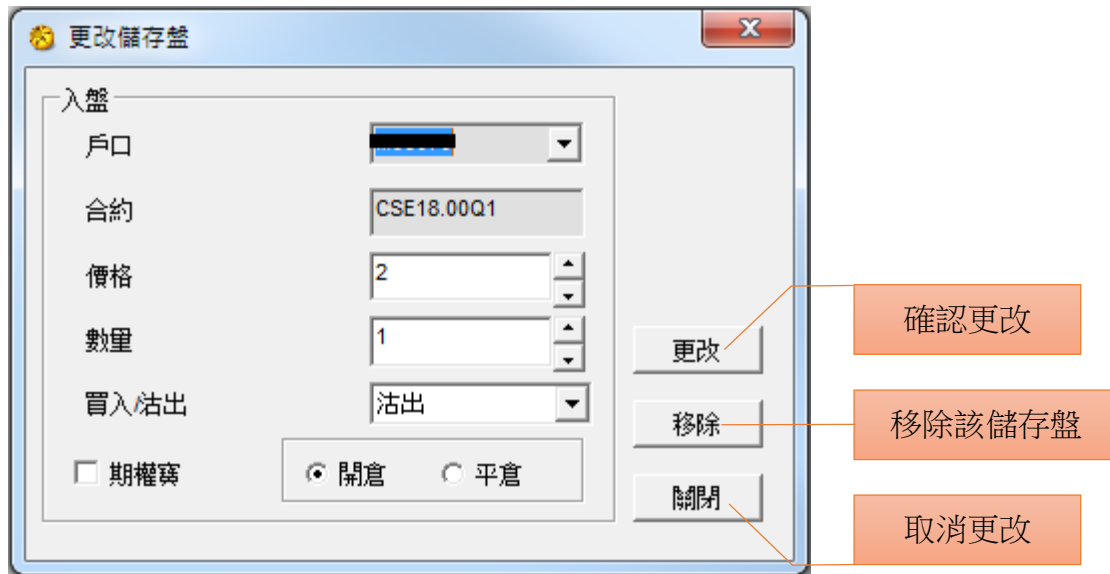 更改儲存盤
入盤
戶口
合約
CSE18.00Q1
價格
2
數量
1
買入/沽出
沽出
期權寶
開倉
平倉
更改
移除
關閉
確認更改
移除該儲存盤
取消更改